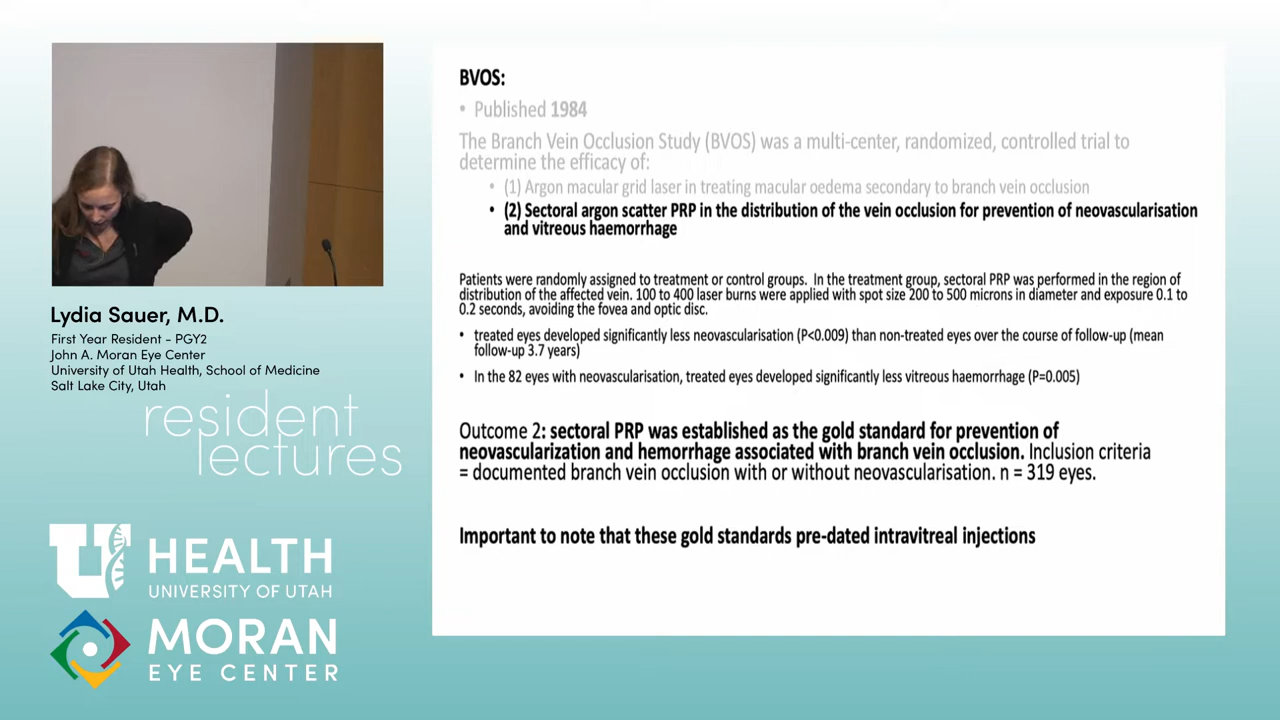 BVOS:
• Published 1984
The Branch Vein Occlusion Study (BVOS) was a multi-center, randomized, controlled trial to
determine the efficacy of:
• (1) Argon macular grid laser in treating macular oedema secondary to branch vein occlusion
• (2) Sectoral argon scatter PRP in the distribution of the vein occlusion for prevention of neovascularisation
and vitreous haemorrhage
Patients were randomly assigned to treatment or control groups. In the treatment group, sectoral PRP was performed in the region of
distribution of the affected vein. 100 to 400 laser burns were applied with spot size 200 to 500 microns in diameter and exposure 0.1 to
0.2 seconds, avoiding the fovea and optic disc.
• treated eyes developed significantly less neovascularisation (P<0.009) than non-treated eyes over the course of follow-up (mean
follow-up 3.7 years)
• In the 82 eyes with neovascularisation, treated eyes developed significantly less vitreous haemorrhage (P=0.005)
Outcome 2: sectoral PRP was established as the gold standard for prevention of
neovascularization and hemorrhage associated with branch vein occlusion. Inclusion criteria
= documented branch vein occlusion with or without neovascularisation. n = 319 eyes.
Important to note that these gold standards pre-dated intravitreal injections
Lydia Sauer, M.D.
First Year Resident - PGY2
John A. Moran Eye Center
University of Utah Health, School of Medicine
Salt Lake City, Utah
resident
lectures
U HEALTH
UNIVERSITY OF UTAH
MORAN
EYE CENTER